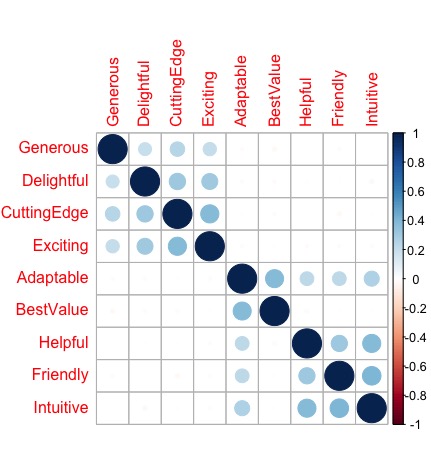 Generous
Delightful
CuttingEdge
Exciting
Adaptable
BestValue
Helpful
Friendly
Intuitive
Generous
Delightful
CuttingEdge
Exciting
Adaptable
BestValue
Helpful
Friendly
Intuitive
1
0.8
0.6
0.4
0.2
0
-0.2
-0.4
-0.6
-0.8
-1